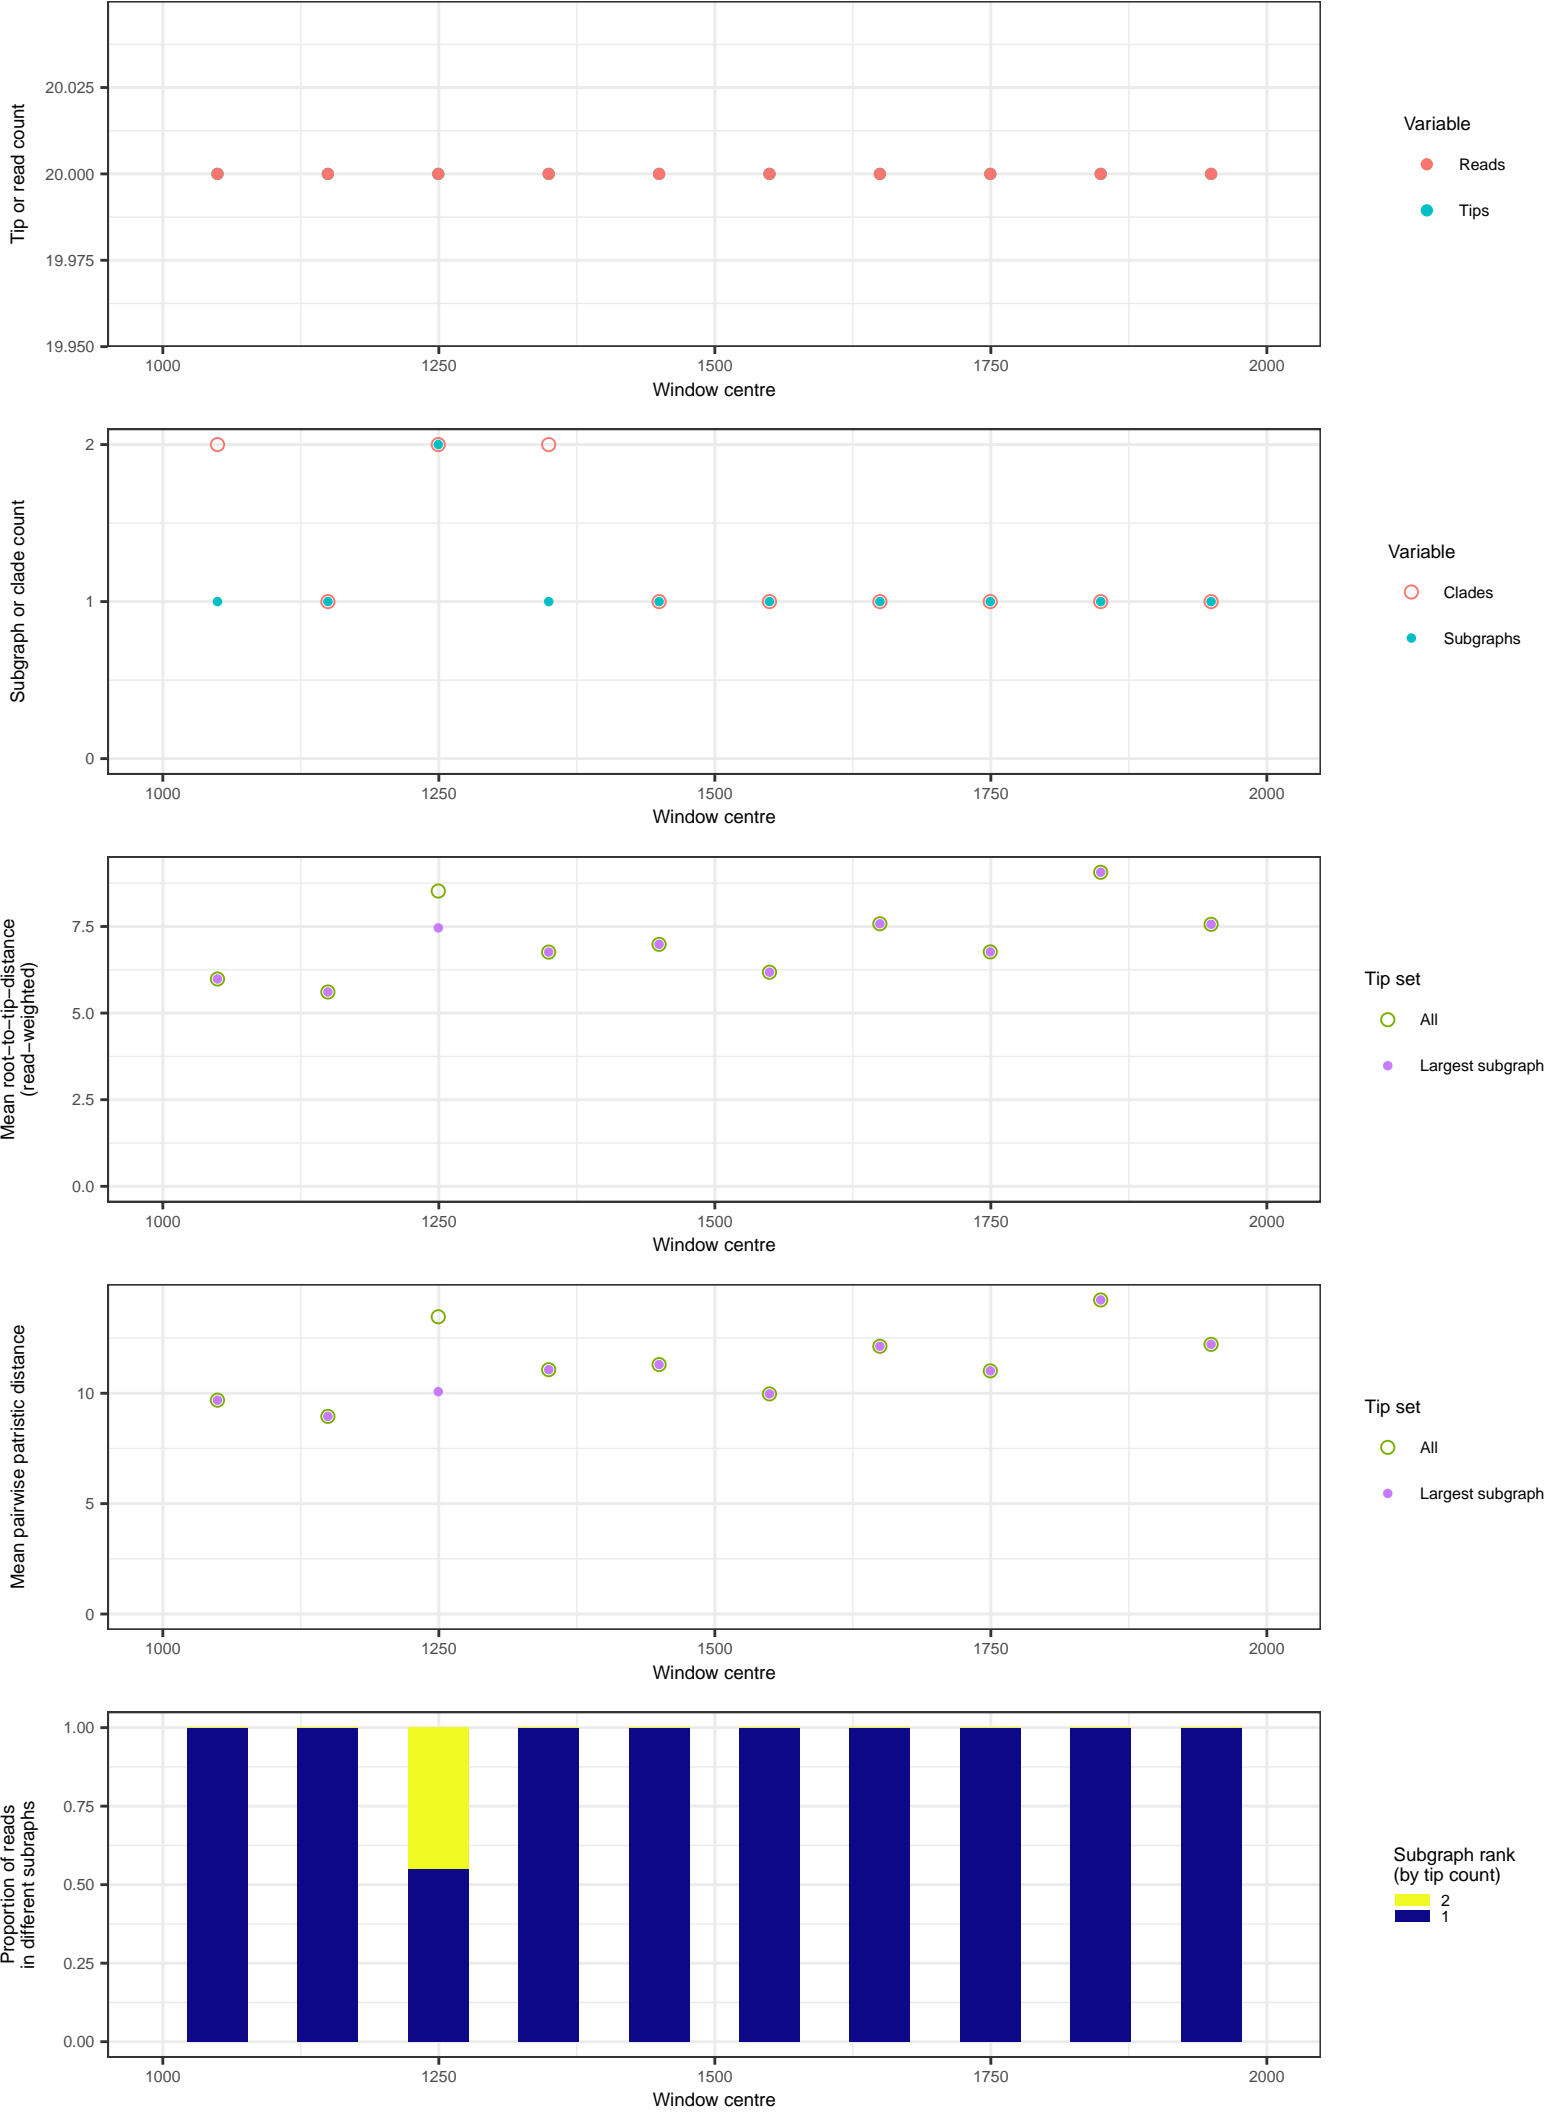 Tip or read count
20.025
20.000
19.975
19.950
1000 1250 1500 1750 2000
Window centre
Variable
Reads
Tips
Subgraph or clade count
2
1
0
1000 1250 1500 1750 2000
Window centre
Variable
Clades
Subgraphs
Mean root−to−tip−distance
(read−weighted)
7.5
5.0
2.5
0.0
1000 1250 1500 1750 2000
Window centre
Tip set
All
Largest subgraph
Mean pairwise patristic distance
10
5
0
1000 1250 1500 1750 2000
Window centre
Tip set
All
Largest subgraph
Proportion of reads
in different subraphs
1.00
0.75
0.50
0.25
0.00
1000 1250 1500 1750 2000
Window centre
Subgraph rank
(by tip count)
2
1